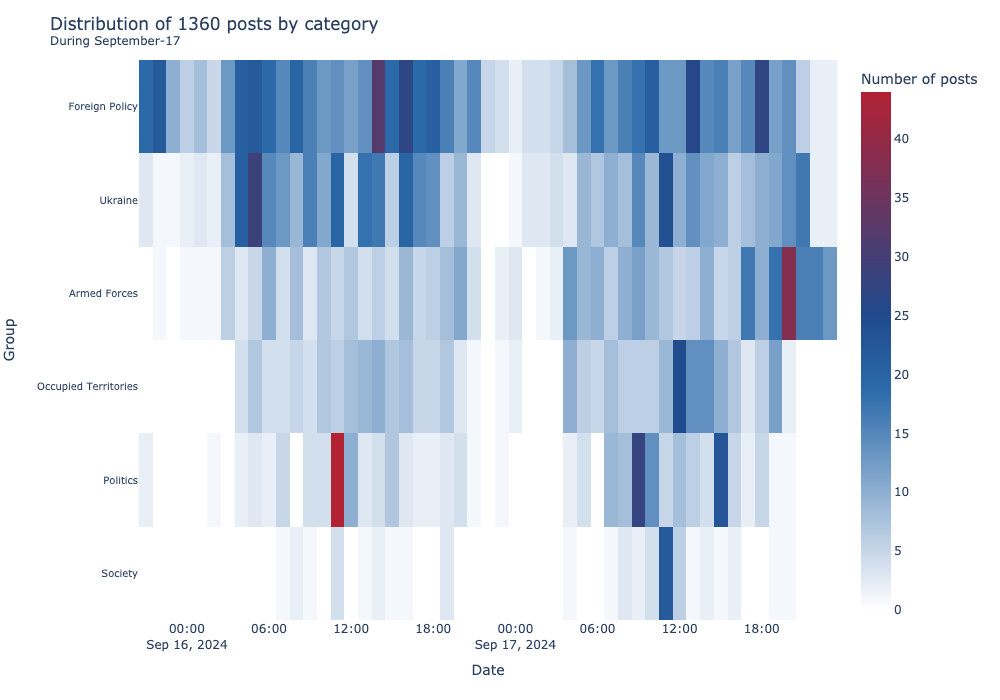 Distribution of 1360 posts by category
During September-17
Number of posts
Foreign Policy
Ukraine
Armed Forces
Occupied Territories
Politics
Society
Group
40
35
30
25
20
15
10
5
0
00:00 06:00 12:00 18:00 00:00 06:00 12:00 18:00
Sep 16, 2024 Sep 17, 2024
Date